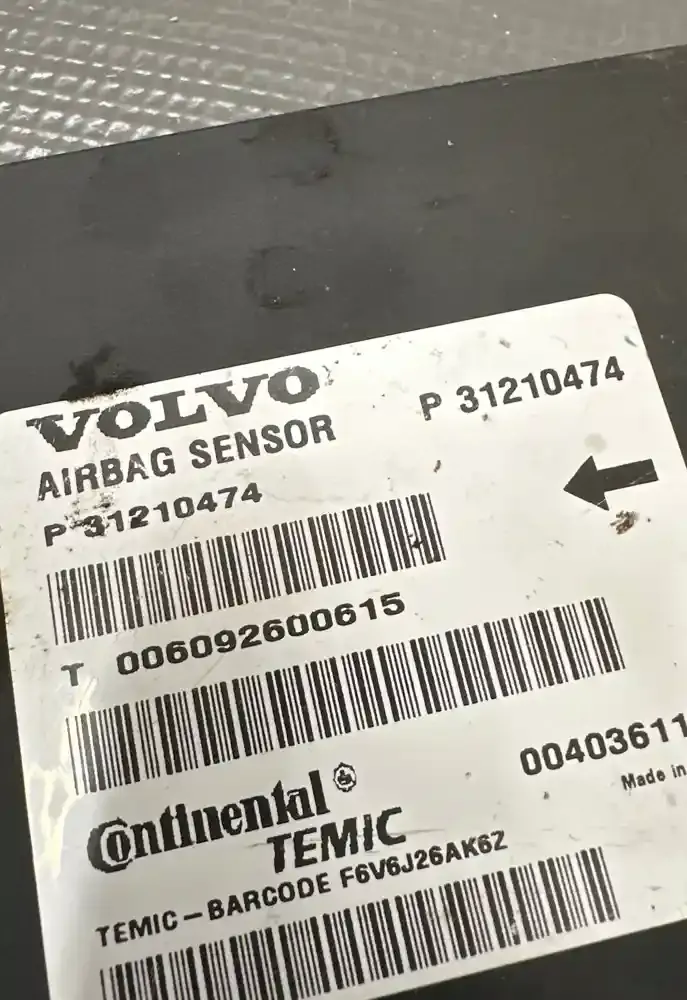 VOLVO
P 31210474
AIRBAG SENSOR
P 31210474
T 006092600615
00403611
Made in
Continental
TEMIC
TEMIC-BARCODE F6V6J26AK6Z